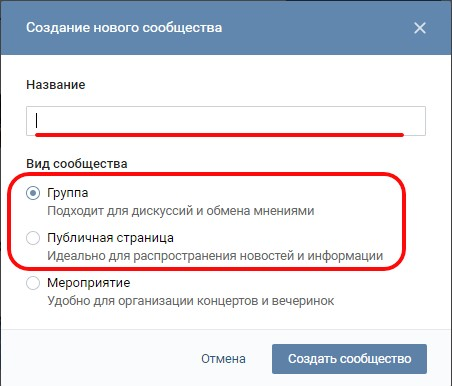 Создание нового сообщества
Название
Вид сообщества
Группа
Подходит для дискуссий и обмена мнениями
Публичная страница
Идеально для распространения новостей и информации
Мероприятие
Удобно для организации концертов и вечеринок
Отмена Создать сообщество